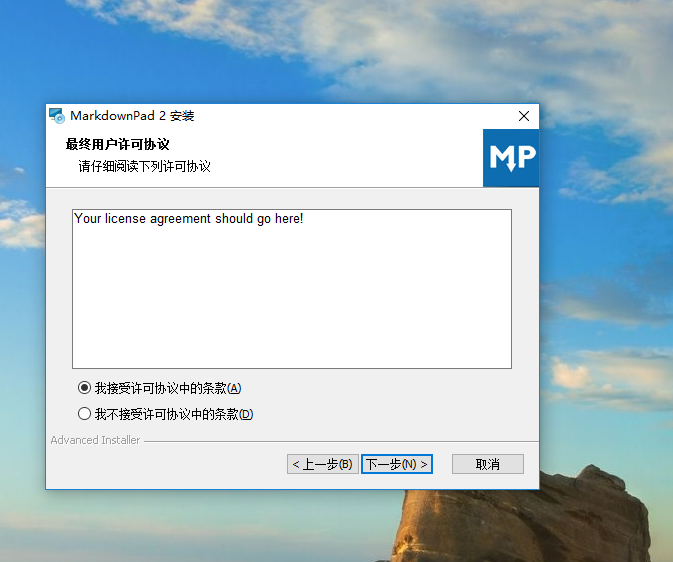 MarkdownPad 2 安装
最终用户许可协议
请仔细阅读下列许可协议
MP
Your license agreement should go here!
我接受许可协议中的条款(A)
我不接受许可协议中的条款(D)
Advanced Installer
< 上一步(B)
下一步(N) >
取消